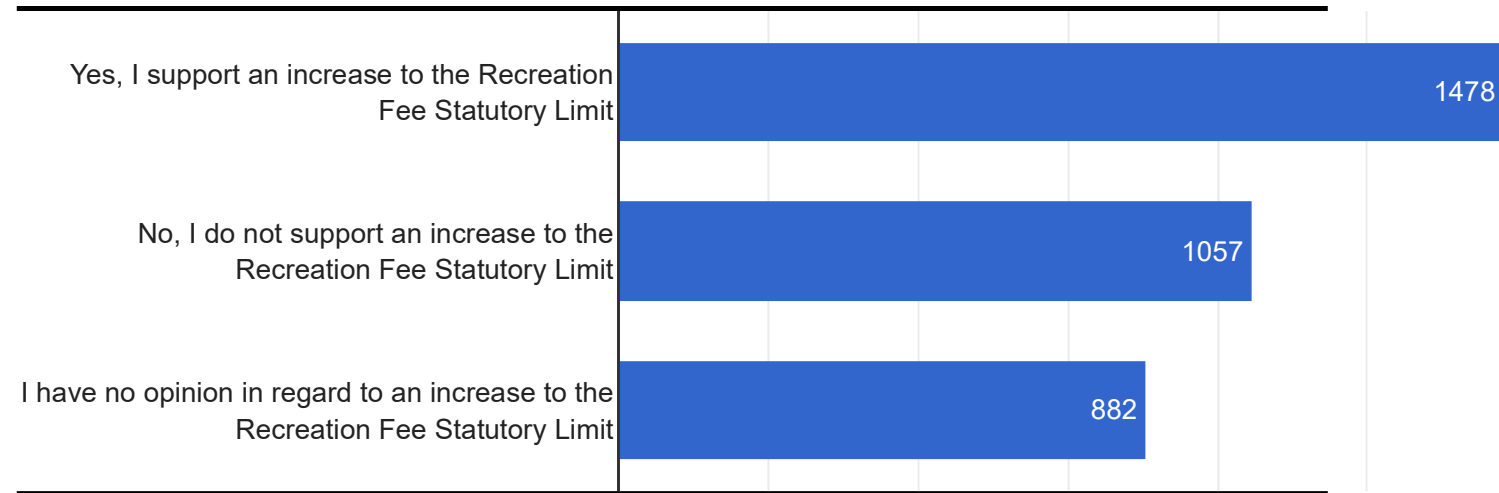 Yes, I support an increase to the Recreation
Fee Statutory Limit
1478
No, I do not support an increase to the
Recreation Fee Statutory Limit
1057
I have no opinion in regard to an increase to the
Recreation Fee Statutory Limit
882